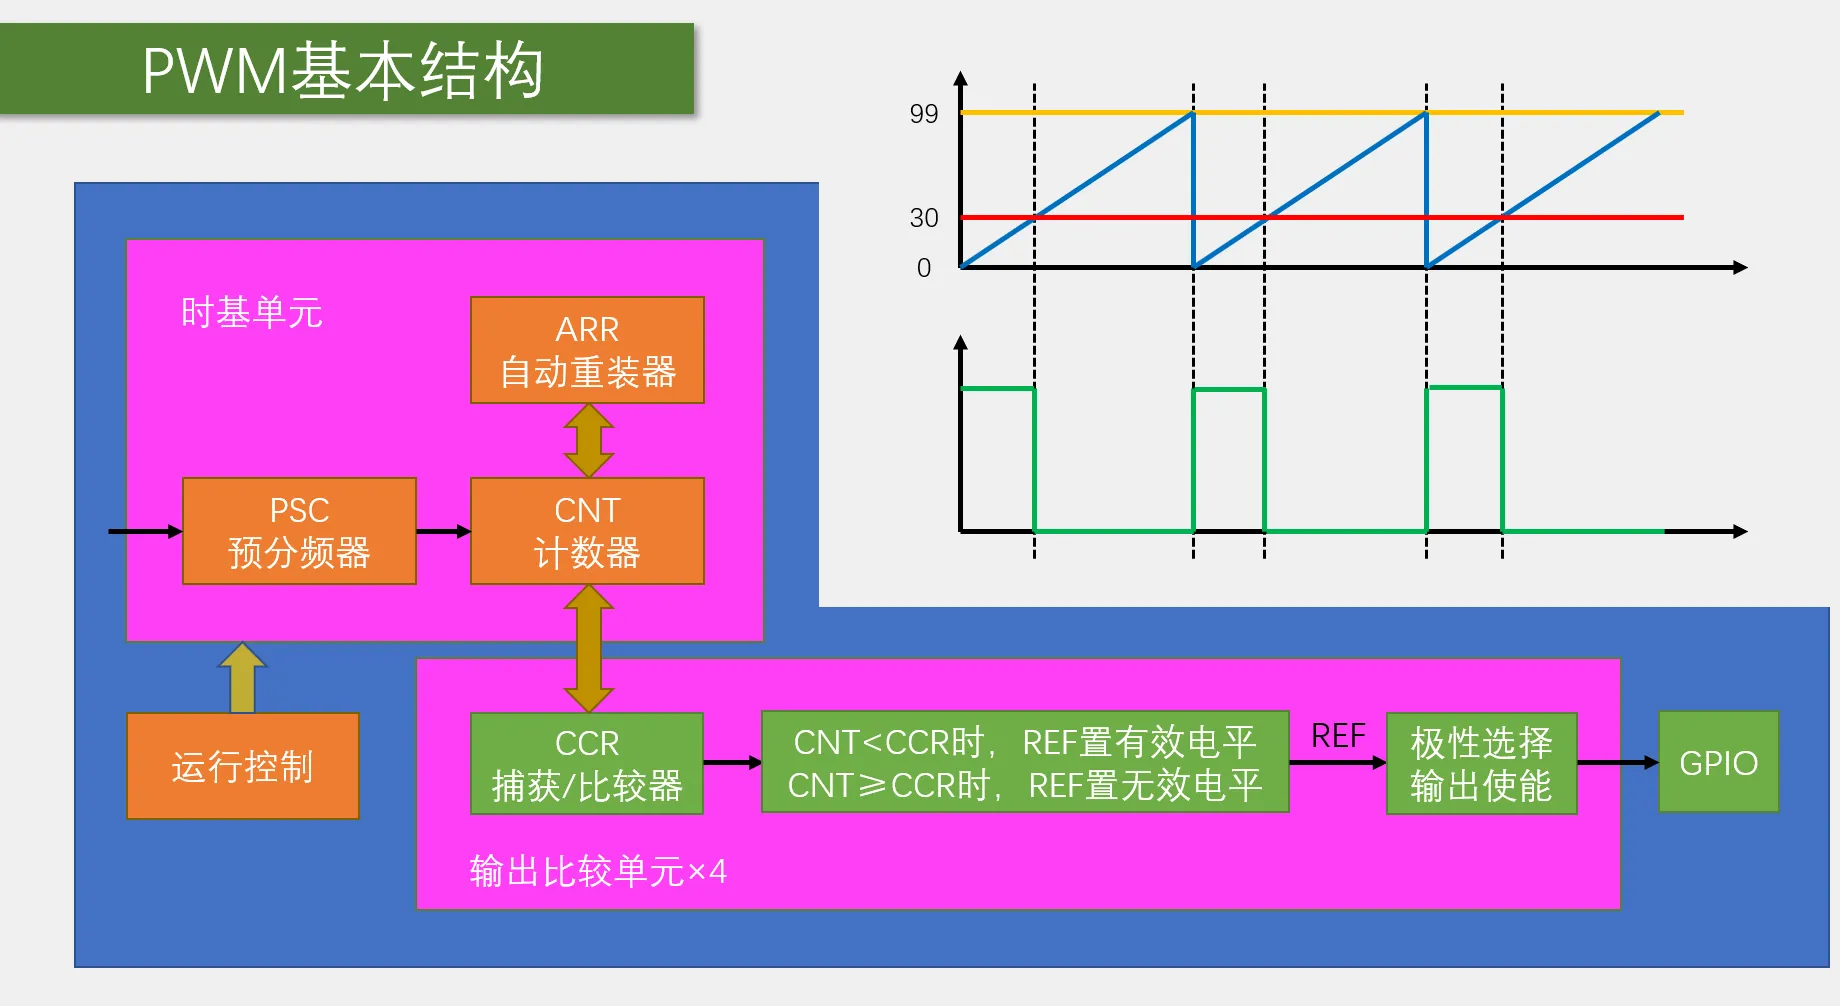 PWM基本结构
99
30
0
时基单元
ARR
自动重装器
PSC
预分频器
CNT
计数器
运行控制
CCR
捕获/比较器
CNT<CCR时，REF置有效电平
CNT≥CCR时，REF置无效电平
REF
极性选择
输出使能
GPIO
输出比较单元×4